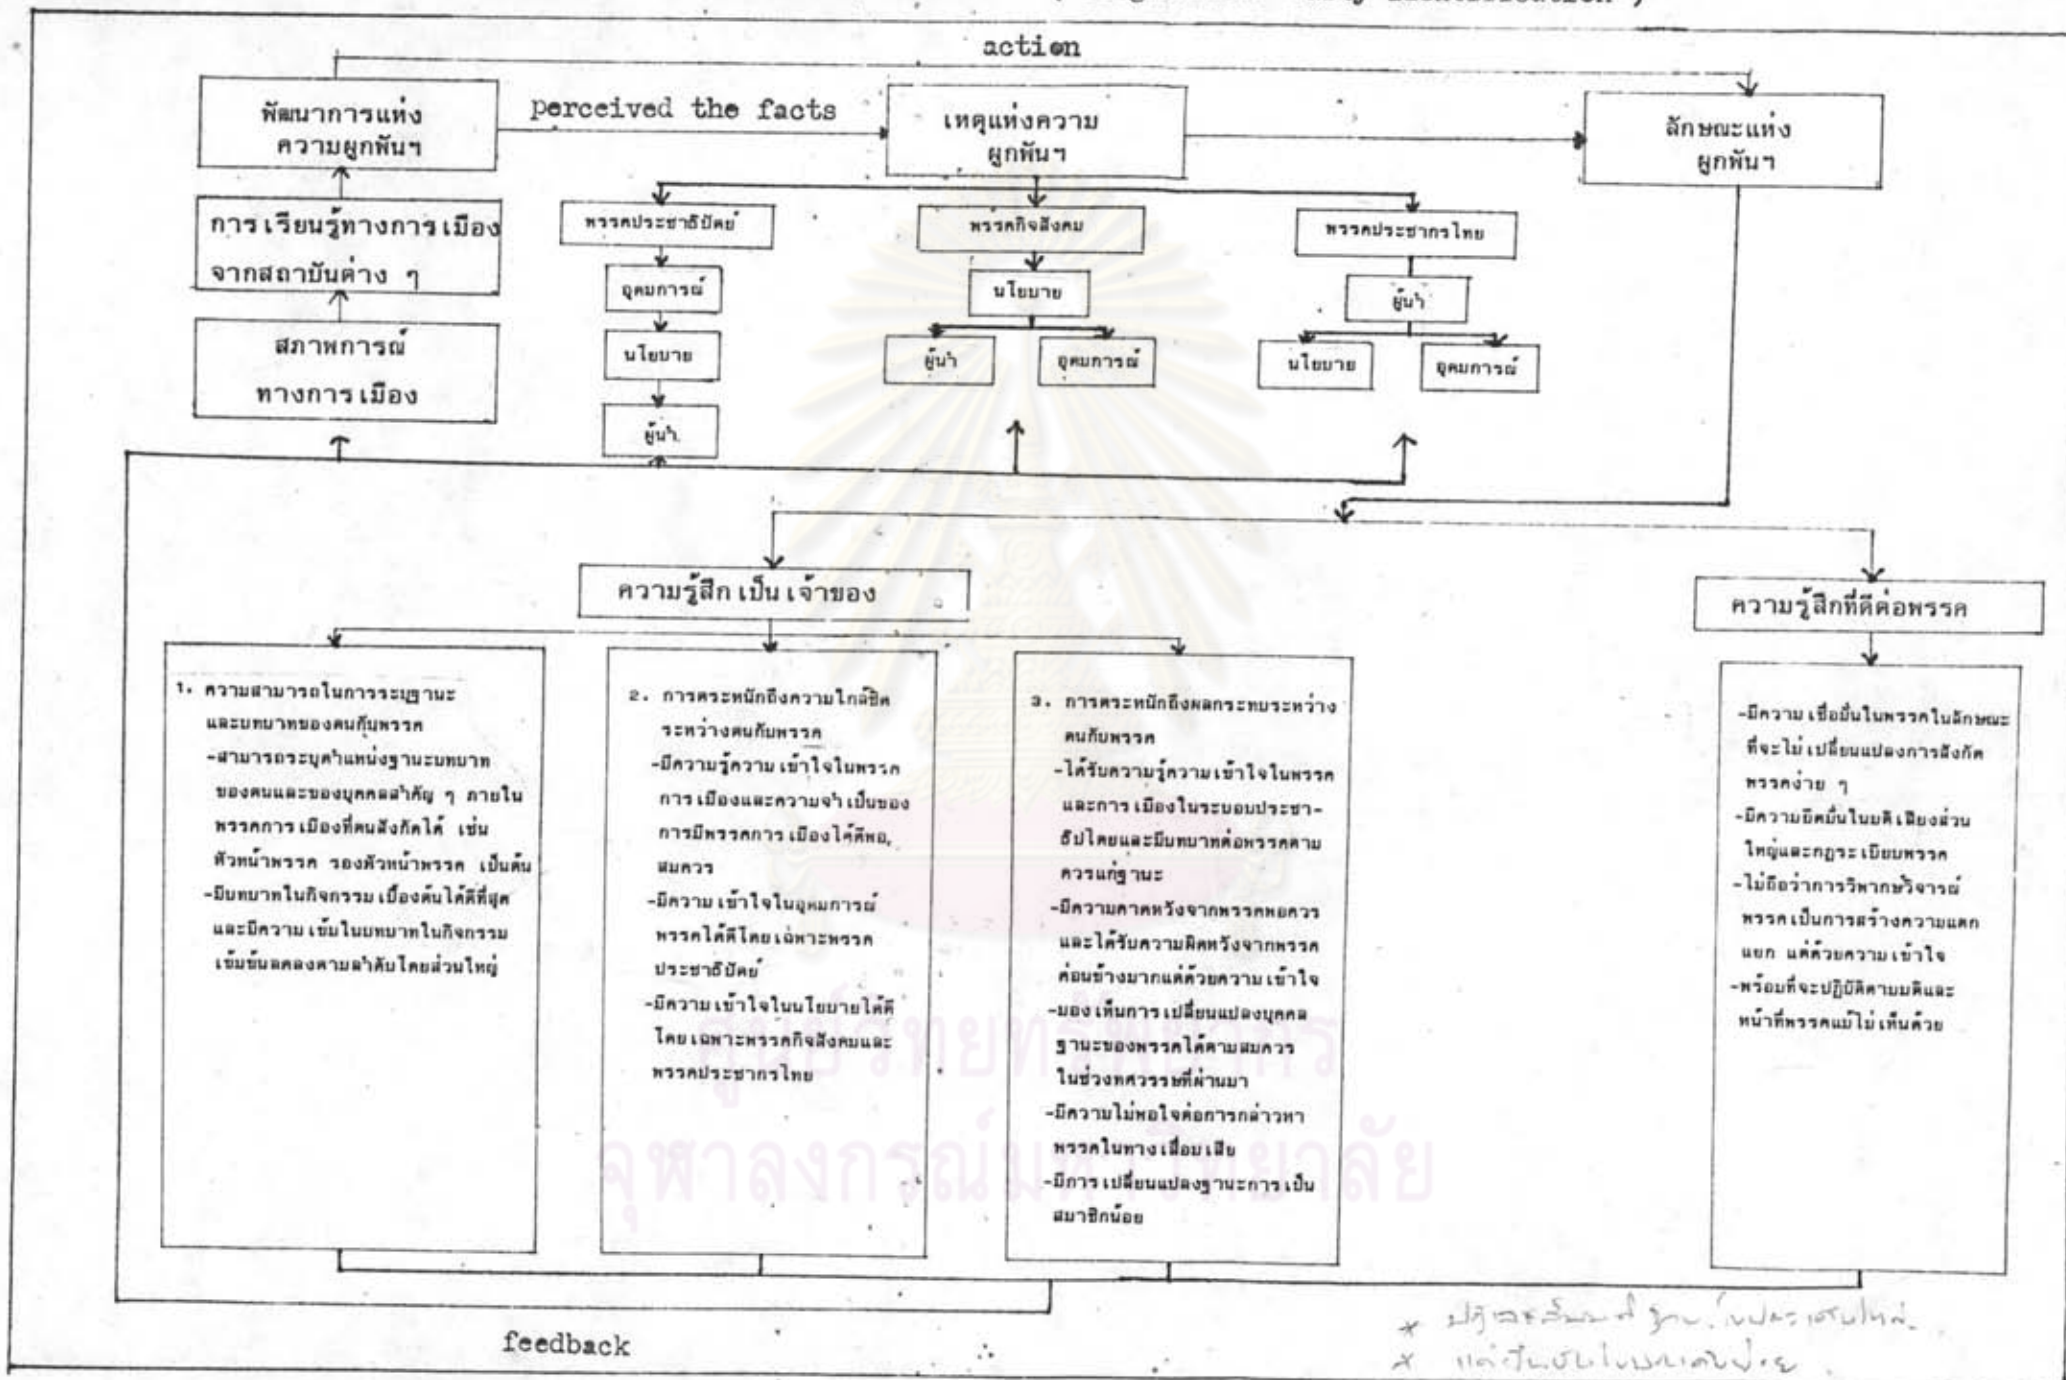 identification )
action
พัฒนาการแห่ง
ความผูกพันฯ
perceived the facts
เหตุแห่งความ
ผูกพันฯ
ลักษณะแห่ง
ผูกพันฯ
การเรียนรู้ทางการเมือง
จากสถาบันต่าง ๆ
พรรคประชาธิปัตย์
พรรคกิจสังคม
พรรคประชากรไทย
อุดมการณ์
นโยบาย
ผู้นำ
สภาพการณ์
ทางการเมือง
นโยบาย
ผู้นำ
อุดมการณ์
นโยบาย
อุดมการณ์
ผู้นำ
ความรู้สึกเป็นเจ้าของ
ความรู้สึกที่ดีต่อพรรค
1. ความสามารถในการระบุฐานะ
และบทบาทของตนกับพรรค
-สามารถระบุตำแหน่งฐานะบทบาท
ของตนและของบุคคลสำคัญ ๆ ภายใน
พรรคการเมืองที่ตนสังกัดได้ เช่น
หัวหน้าพรรค รองหัวหน้าพรรค เป็นต้น
-มีบทบาทในกิจกรรมเบื้องต้นได้ดีที่สุด
และมีความเข้มในบทบาทในกิจกรรม
เข้มข้นลดลงตามลำดับโดยส่วนใหญ่
2. การตระหนักถึงความใกล้ชิด
ระหว่างตนกับพรรค
-มีความรู้ความเข้าใจในพรรค
การเมืองและความจำเป็นของ
การมีพรรคการเมืองได้ดีพอ,
สมควร
-มีความเข้าใจในอุดมการณ์
พรรคได้ดีโดยเฉพาะพรรค
ประชาธิปัตย์
-มีความเข้าใจในนโยบายได้ดี
โดยเฉพาะพรรคกิจสังคมและ
พรรคประชากรไทย
3. การตระหนักถึงผลกระทบระหว่าง
ตนกับพรรค
-ได้รับความรู้ความเข้าใจในพรรค
และการเมืองในระบอบประชา-
ธิปไตยและมีบทบาทต่อพรรคตาม
ควรแก่ฐานะ
-มีความคาดหวังจากพรรคพอควร
และได้รับความผิดหวังจากพรรค
ค่อนข้างมากแต่ด้วยความเข้าใจ
-มองเห็นการเปลี่ยนแปลงบุคคล
ฐานะของพรรคได้ตามสมควร
ในช่วงทศวรรษที่ผ่านมา
-มีความไม่พอใจต่อการกล่าวหา
พรรคในทางเสื่อมเสีย
-มีการเปลี่ยนแปลงฐานะการเป็น
สมาชิกน้อย
-มีความเชื่อมั่นในพรรคในลักษณะ
ที่จะไม่เปลี่ยนแปลงการสังกัด
พรรคง่าย ๆ
-มีความยึดมั่นในมติเสียงส่วน
ใหญ่และกฎระเบียบพรรค
-ไม่ถือว่าการวิพากษ์วิจารณ์
พรรคเป็นการสร้างความแตก
แยก แต่ด้วยความเข้าใจ
-พร้อมที่จะปฏิบัติตามมติและ
หน้าที่พรรคแม้ไม่เห็นด้วย
ศูนย์วิทยทรัพยากร
จุฬาลงกรณ์มหาวิทยาลัย
feedback